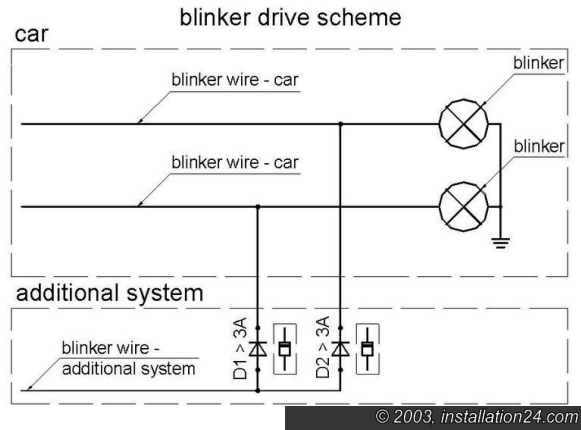 blinker drive scheme
car
blinker
blinker wire - car
blinker
blinker wire - car
additional system
D1 > 3A
D2 > 3A
blinker wire -
additional system
© 2003, installation24.com